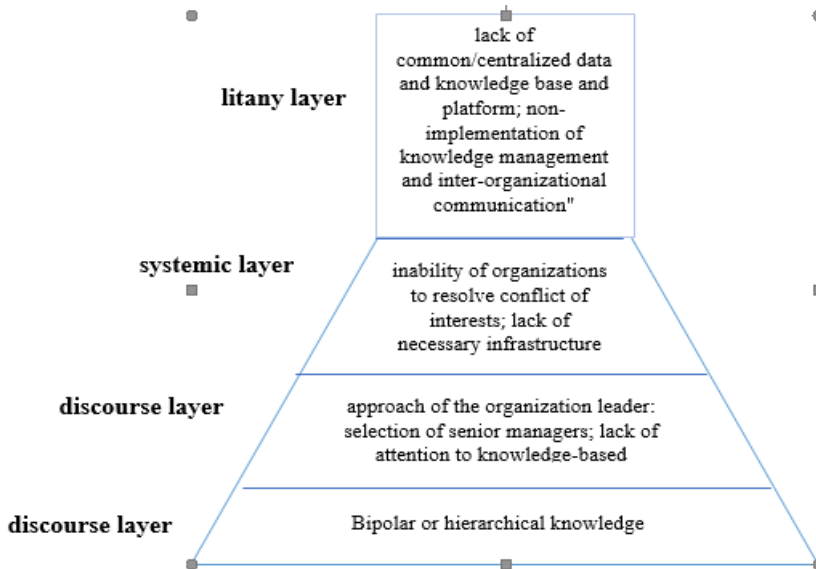 lack of
common/centralized data
and knowledge base and
platform; non-
implementation of
knowledge management
and inter-organizational
communication"
litany layer
systemic layer
inability of organizations
to resolve conflict of
interests; lack of
necessary infrastructure
discourse layer
approach of the organization leader:
selection of senior managers; lack of
attention to knowledge-based
discourse layer
Bipolar or hierarchical knowledge